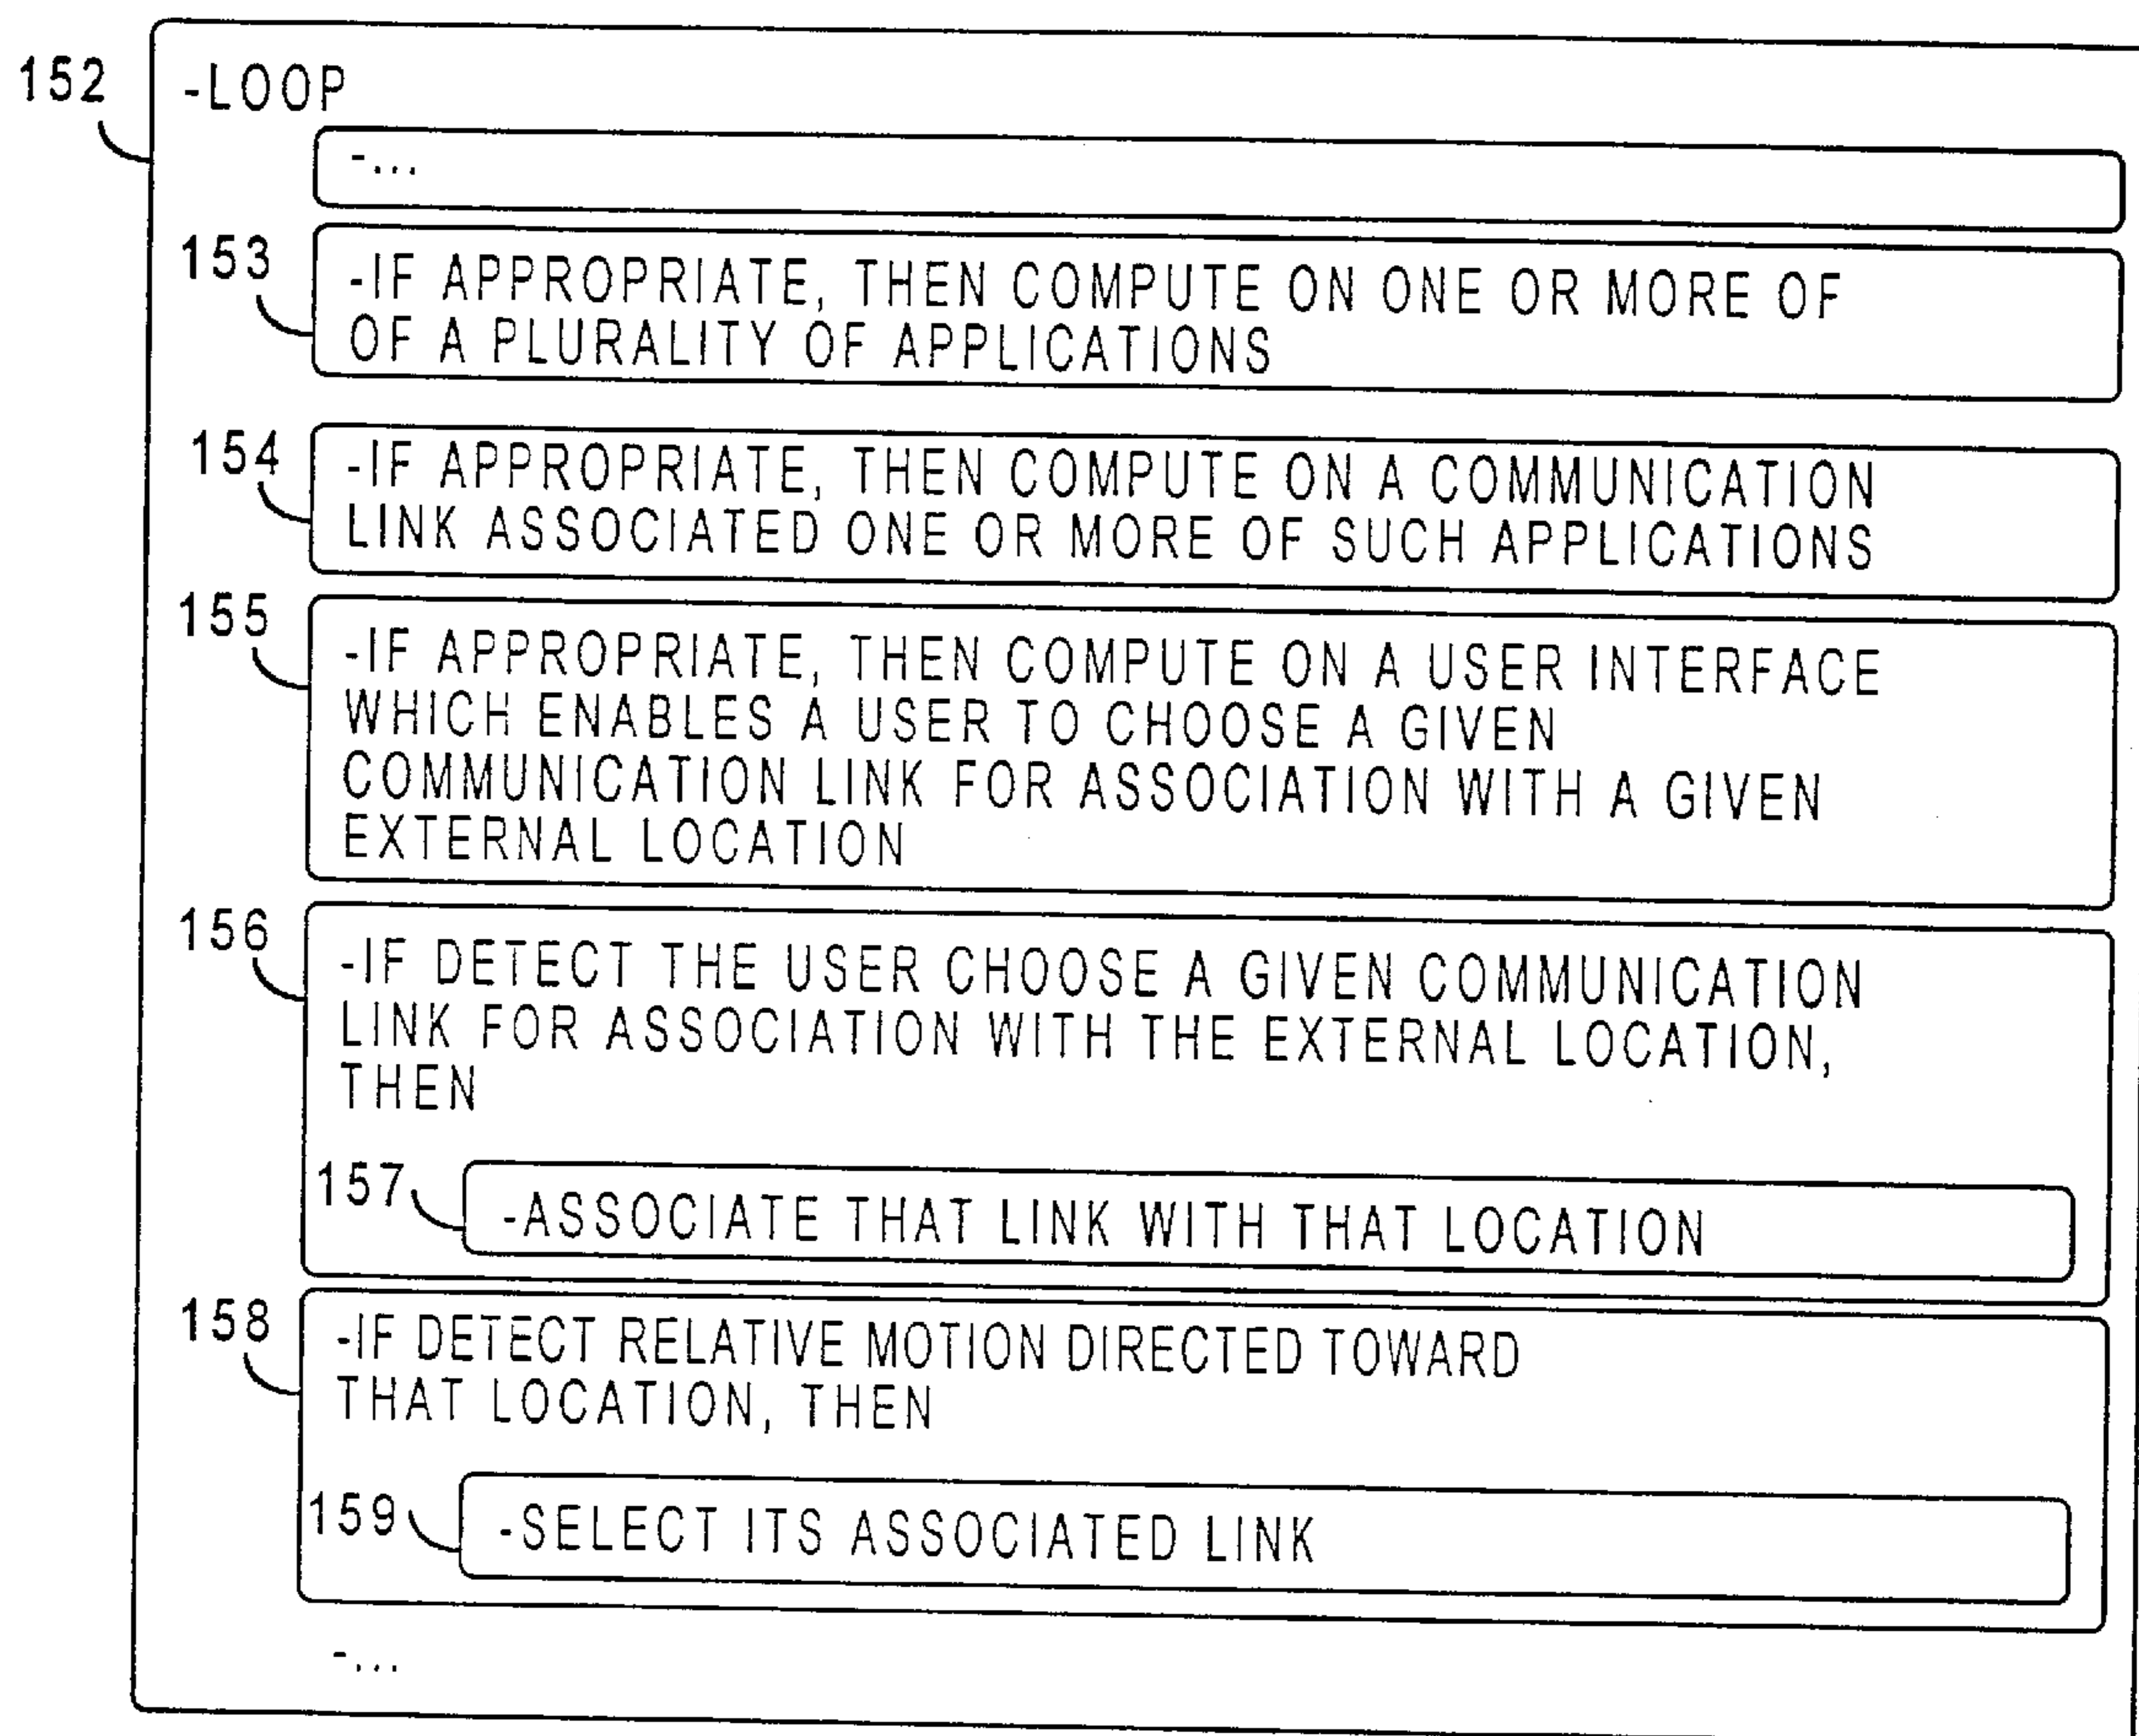 152 -LOOP
-...
153 -IF APPROPRIATE, THEN COMPUTE ON ONE OR MORE OF
OF A PLURALITY OF APPLICATIONS
154 -IF APPROPRIATE, THEN COMPUTE ON A COMMUNICATION
LINK ASSOCIATED ONE OR MORE OF SUCH APPLICATIONS
155 -IF APPROPRIATE, THEN COMPUTE ON A USER INTERFACE
WHICH ENABLES A USER TO CHOOSE A GIVEN
COMMUNICATION LINK FOR ASSOCIATION WITH A GIVEN
EXTERNAL LOCATION
156 -IF DETECT THE USER CHOOSE A GIVEN COMMUNICATION
LINK FOR ASSOCIATION WITH THE EXTERNAL LOCATION,
THEN
157 -ASSOCIATE THAT LINK WITH THAT LOCATION
158 -IF DETECT RELATIVE MOTION DIRECTED TOWARD
THAT LOCATION, THEN
159 -SELECT ITS ASSOCIATED LINK
-...